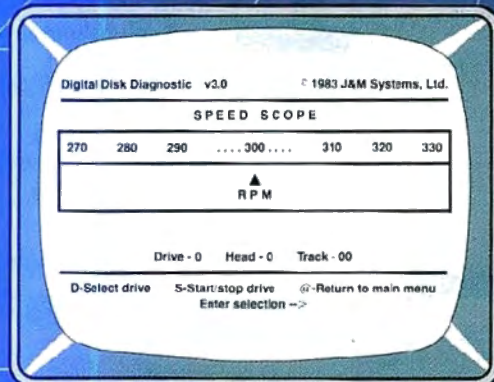 Digital Disk Diagnostic v3.0 © 1983 J&M Systems, Ltd.
SPEED SCOPE
270 280 290 ....300.... 310 320 330
▲
RPM
Drive - 0 Head - 0 Track - 00
D-Select drive S-Start/stop drive @-Return to main menu
Enter selection -->